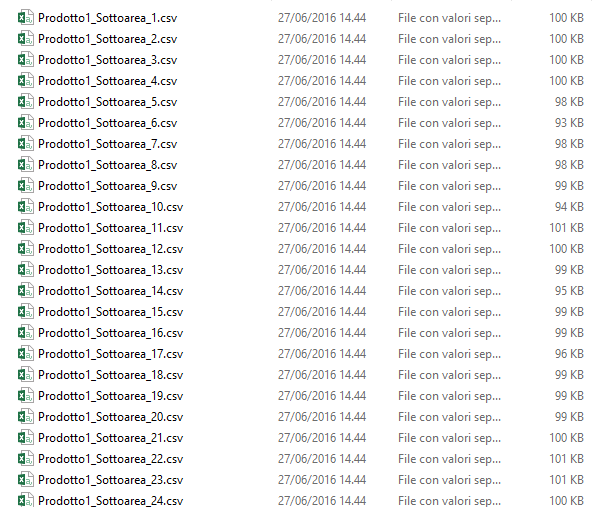 Prodotto1_Sottoarea_1.csv 27/06/2016 14.44 File con valori sep... 100 KB
Prodotto1_Sottoarea_2.csv 27/06/2016 14.44 File con valori sep... 100 KB
Prodotto1_Sottoarea_3.csv 27/06/2016 14.44 File con valori sep... 100 KB
Prodotto1_Sottoarea_4.csv 27/06/2016 14.44 File con valori sep... 100 KB
Prodotto1_Sottoarea_5.csv 27/06/2016 14.44 File con valori sep... 98 KB
Prodotto1_Sottoarea_6.csv 27/06/2016 14.44 File con valori sep... 93 KB
Prodotto1_Sottoarea_7.csv 27/06/2016 14.44 File con valori sep... 98 KB
Prodotto1_Sottoarea_8.csv 27/06/2016 14.44 File con valori sep... 98 KB
Prodotto1_Sottoarea_9.csv 27/06/2016 14.44 File con valori sep... 99 KB
Prodotto1_Sottoarea_10.csv 27/06/2016 14.44 File con valori sep... 94 KB
Prodotto1_Sottoarea_11.csv 27/06/2016 14.44 File con valori sep... 101 KB
Prodotto1_Sottoarea_12.csv 27/06/2016 14.44 File con valori sep... 100 KB
Prodotto1_Sottoarea_13.csv 27/06/2016 14.44 File con valori sep... 99 KB
Prodotto1_Sottoarea_14.csv 27/06/2016 14.44 File con valori sep... 95 KB
Prodotto1_Sottoarea_15.csv 27/06/2016 14.44 File con valori sep... 99 KB
Prodotto1_Sottoarea_16.csv 27/06/2016 14.44 File con valori sep... 99 KB
Prodotto1_Sottoarea_17.csv 27/06/2016 14.44 File con valori sep... 96 KB
Prodotto1_Sottoarea_18.csv 27/06/2016 14.44 File con valori sep... 99 KB
Prodotto1_Sottoarea_19.csv 27/06/2016 14.44 File con valori sep... 99 KB
Prodotto1_Sottoarea_20.csv 27/06/2016 14.44 File con valori sep... 99 KB
Prodotto1_Sottoarea_21.csv 27/06/2016 14.44 File con valori sep... 100 KB
Prodotto1_Sottoarea_22.csv 27/06/2016 14.44 File con valori sep... 101 KB
Prodotto1_Sottoarea_23.csv 27/06/2016 14.44 File con valori sep... 101 KB
Prodotto1_Sottoarea_24.csv 27/06/2016 14.44 File con valori sep... 100 KB